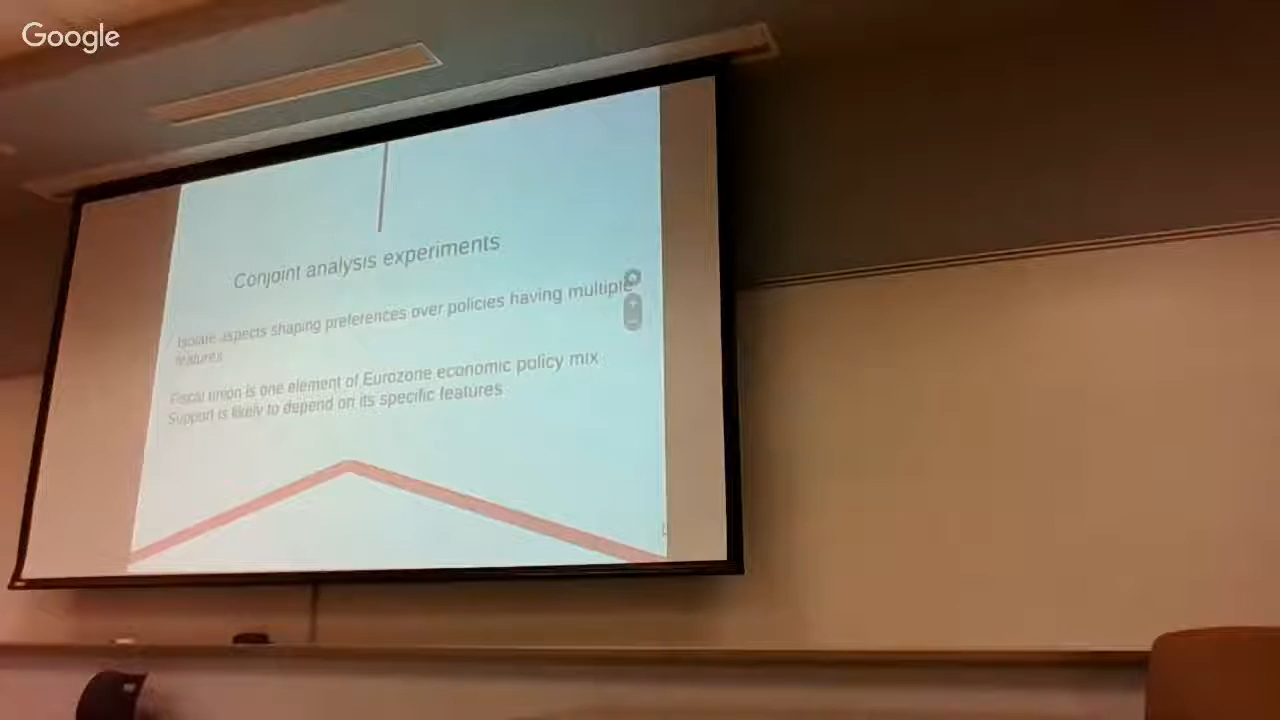 Google
Conjoint analysis experiments
Isolate aspects shaping preferences over policies having multiple
features
Fiscal union is one element of Eurozone economic policy mix
Support is likely to depend on its specific features